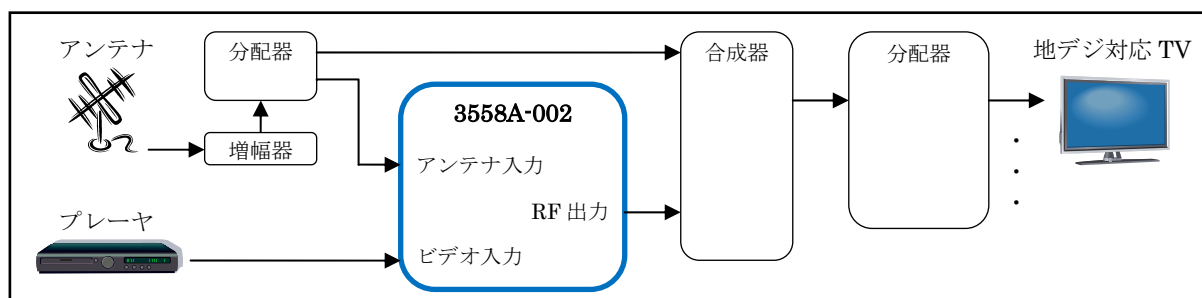 アンテナ
分配器
合成器
分配器
地デジ対応 TV
3558A-002
増幅器
アンテナ入力
RF 出力
プレーヤ
ビデオ入力